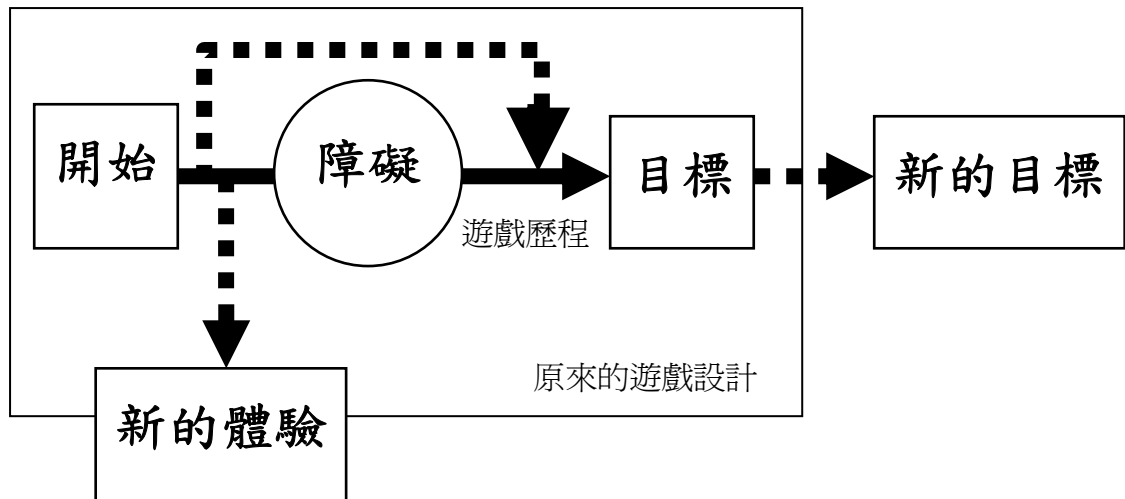 開始
障礙
目標
新的目標
遊戲歷程
原來的遊戲設計
新的體驗